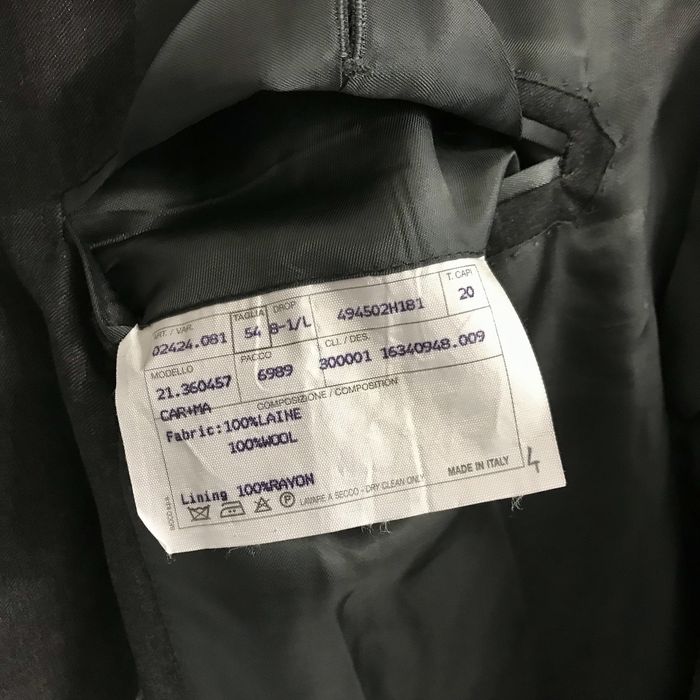 ART. / VAR. TAGLIA DROP T. CAPI
02424.081 54 8-1/L 494502H181 20
MODELLO PACCO CLI. / DES.
21.360457 6989 300001 16340948.009
CAR+MA COMPOSIZIONE / COMPOSITION
Fabric:100%LAINE
100%WOOL
Lining 100%RAYON
P LAVARE A SECCO - DRY CLEAN ONLY MADE IN ITALY 4